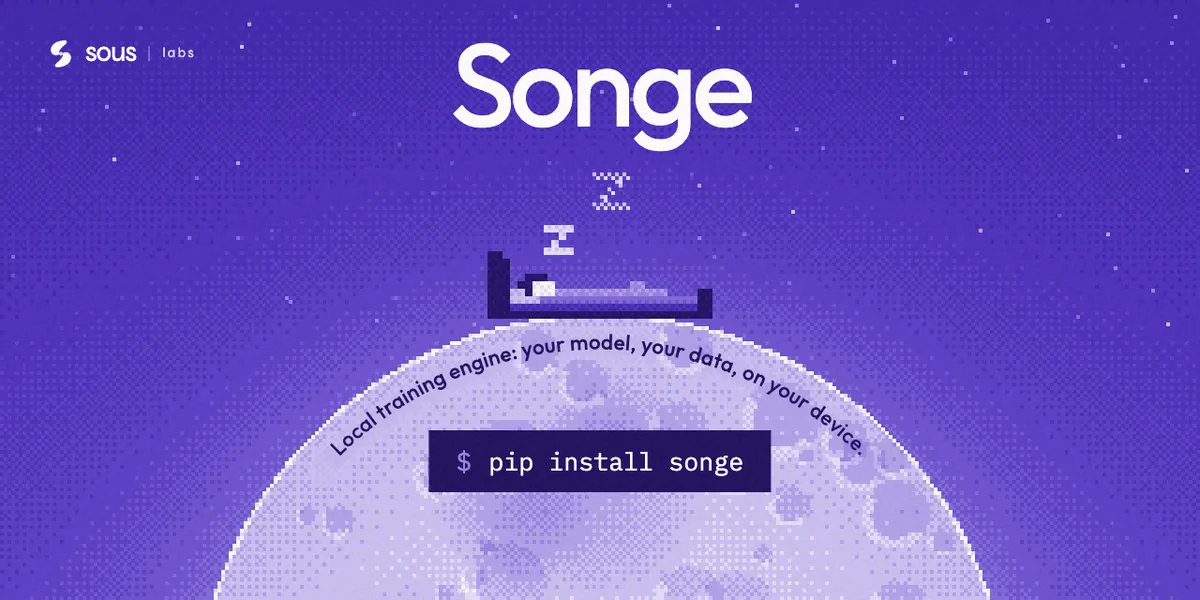 sous | labs
Songe
Z
Z
Local training engine: your model, your data, on your device.
$ pip install songe